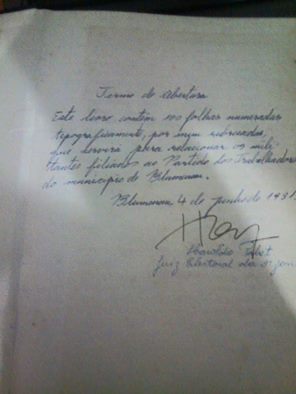 Termo de Abertura
Este livro contém 100 folhas numeradas
tipograficamente, por mim rubricadas,
que servirá para relacionar os mili-
tantes filiados ao Partido dos Trabalhadores
do município de Blumenau.
Blumenau 4 de junho de 1981.
Juiz Eleitoral da